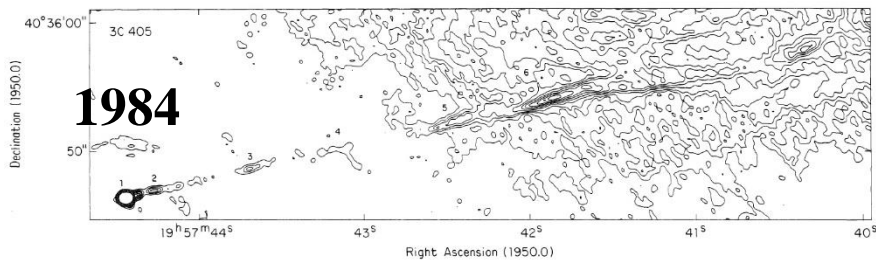 40°36'00"
3C 405
7
6
1984
5
4
50"
3
1 2
Declination (1950.0)
19ʰ57ᵐ44ˢ 43ˢ 42ˢ 41ˢ 40ˢ
Right Ascension (1950.0)